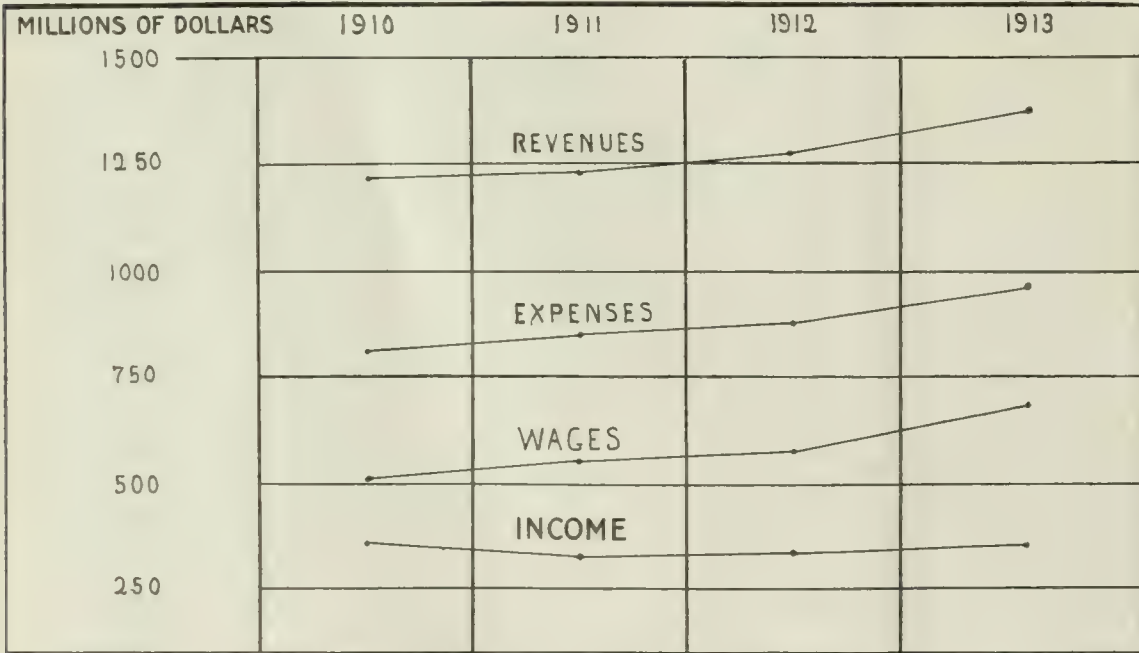 MILLIONS OF DOLLARS 1910 1911 1912 1913
1500
REVENUES
1250
1000
EXPENSES
750
WAGES
500
INCOME
250